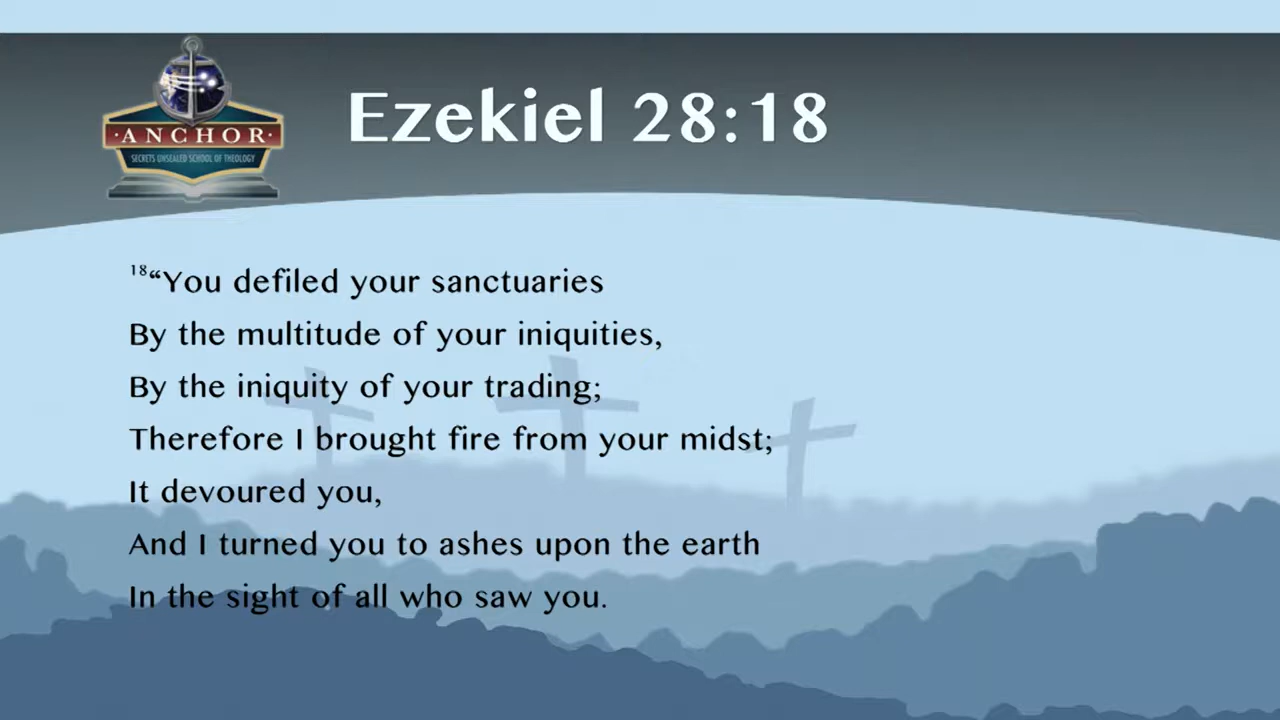 ·ANCHOR·
SECRETS UNSEALED SCHOOL OF THEOLOGY
Ezekiel 28:18
18“You defiled your sanctuaries
By the multitude of your iniquities,
By the iniquity of your trading;
Therefore I brought fire from your midst;
It devoured you,
And I turned you to ashes upon the earth
In the sight of all who saw you.